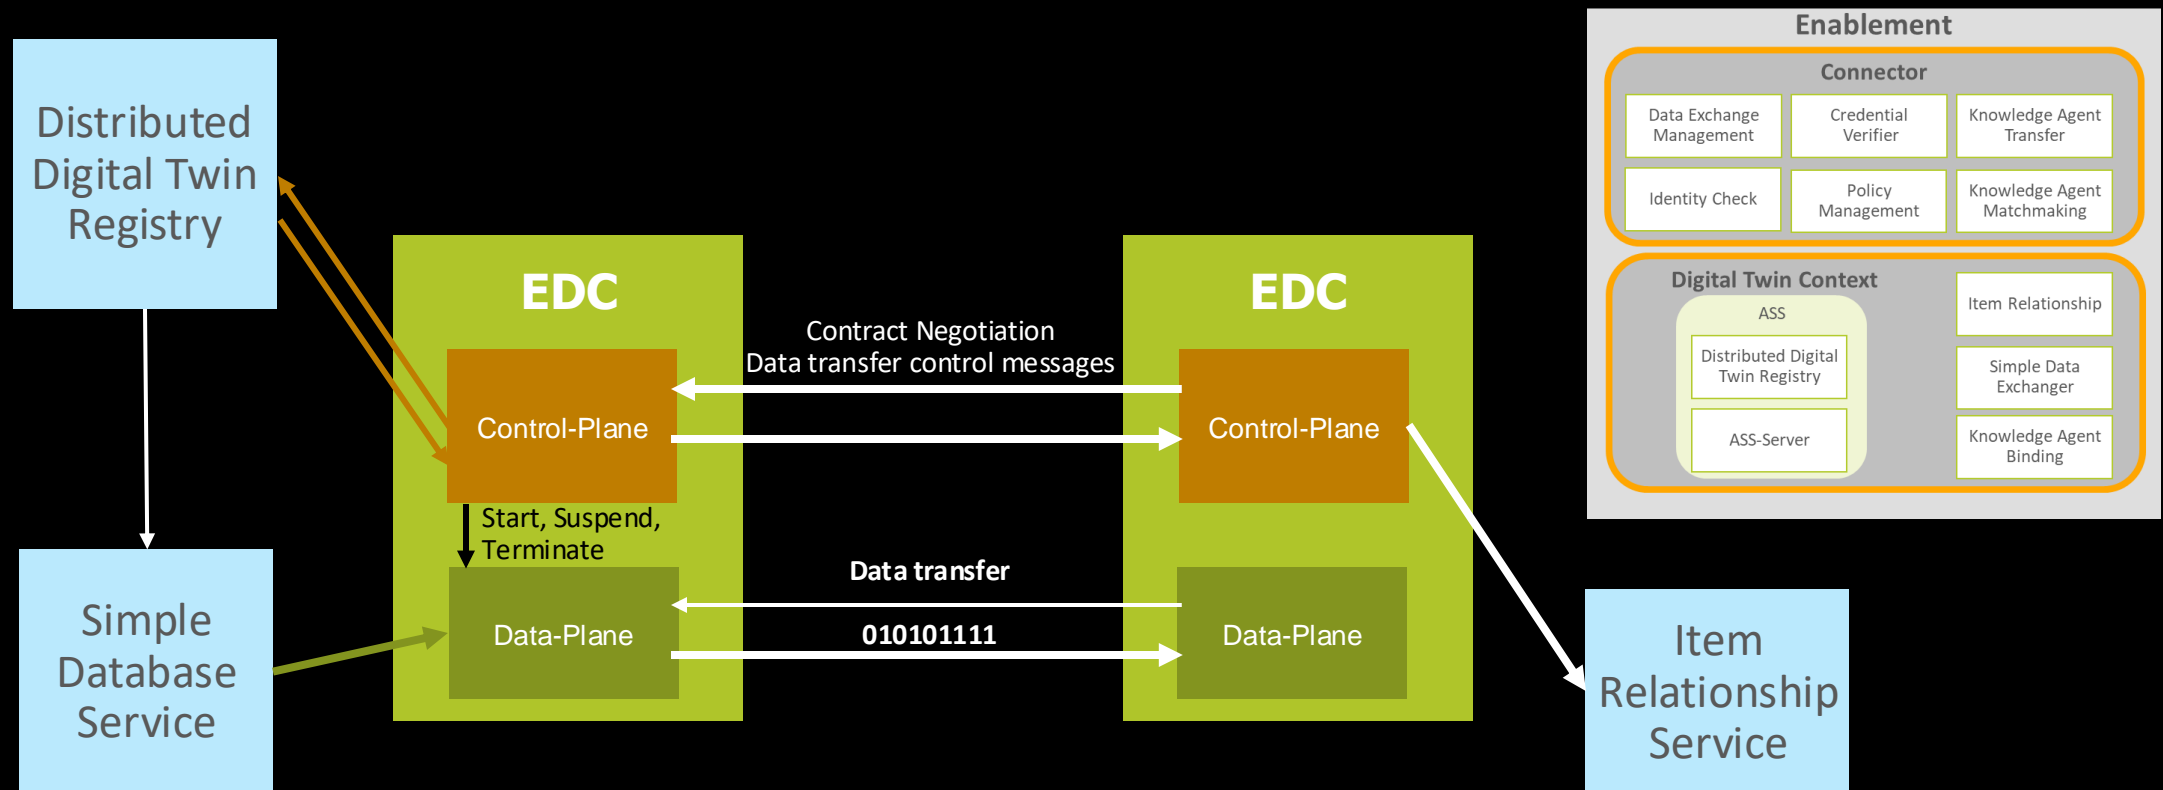 Distributed
Digital Twin
Registry
Simple
Database
Service
EDC
Control-Plane
Start, Suspend,
Terminate
Data-Plane
Contract Negotiation
Data transfer control messages
Data transfer
010101111
EDC
Control-Plane
Data-Plane
Item
Relationship
Service
Enablement
Connector
Data Exchange
Management
Credential
Verifier
Knowledge Agent
Transfer
Identity Check
Policy
Management
Knowledge Agent
Matchmaking
Digital Twin Context
ASS
Distributed Digital
Twin Registry
ASS-Server
Item Relationship
Simple Data
Exchanger
Knowledge Agent
Binding